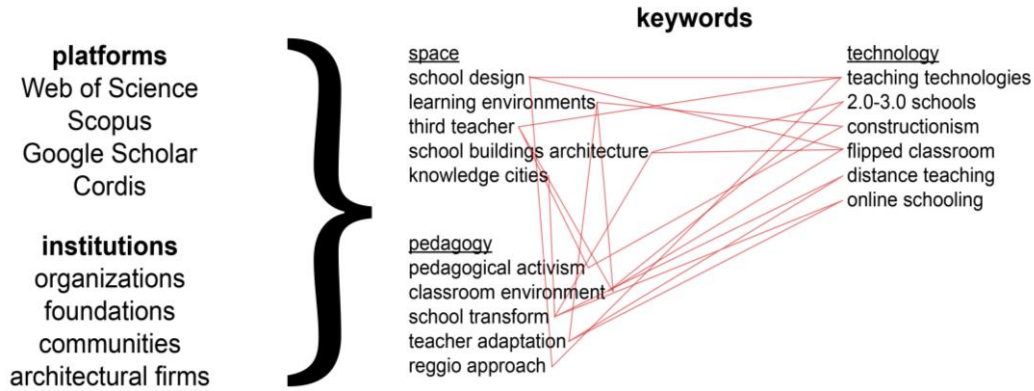 platforms
Web of Science
Scopus
Google Scholar
Cordis
institutions
organizations
foundations
communities
architectural firms
keywords
space
school design
learning environments
third teacher
school buildings architecture
knowledge cities
pedagogy
pedagogical activism
classroom environment
school transform
teacher adaptation
reggio approach
technology
teaching technologies
2.0-3.0 schools
constructionism
flipped classroom
distance teaching
online schooling